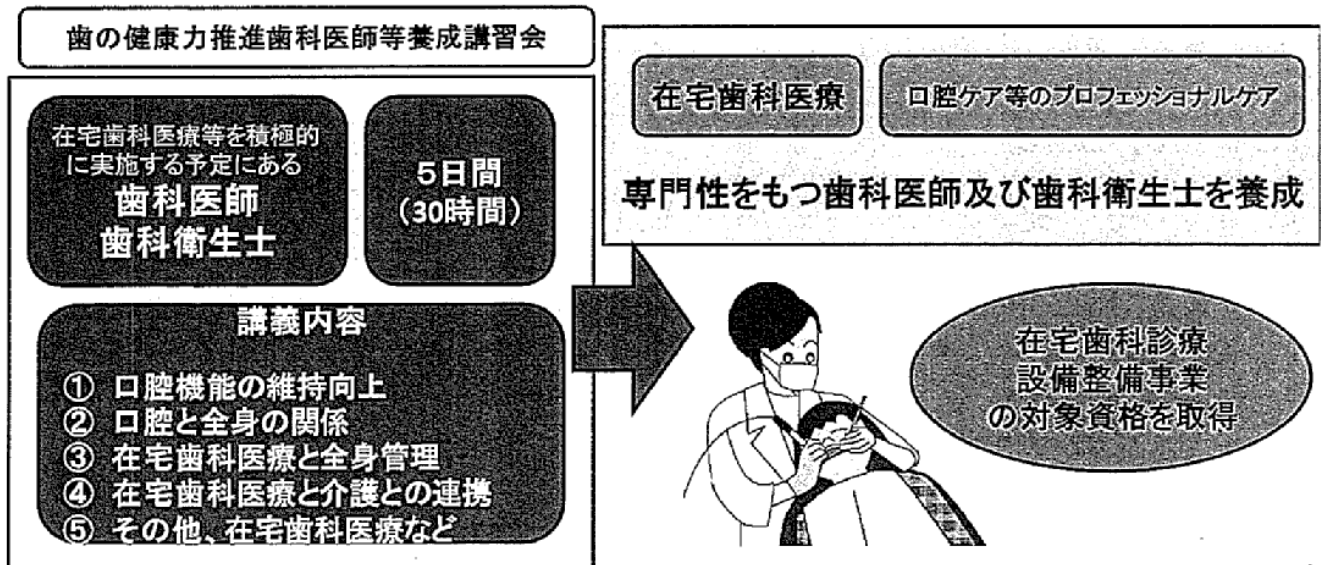 歯の健康力推進歯科医師等養成講習会
在宅歯科医療等を積極的
に実施する予定にある
歯科医師
歯科衛生士
5日間
（30時間）
講義内容
① 口腔機能の維持向上
② 口腔と全身の関係
③ 在宅歯科医療と全身管理
④ 在宅歯科医療と介護との連携
⑤ その他、在宅歯科医療など
在宅歯科医療
口腔ケア等のプロフェッショナルケア
専門性をもつ歯科医師及び歯科衛生士を養成
在宅歯科診療
設備整備事業
の対象資格を取得